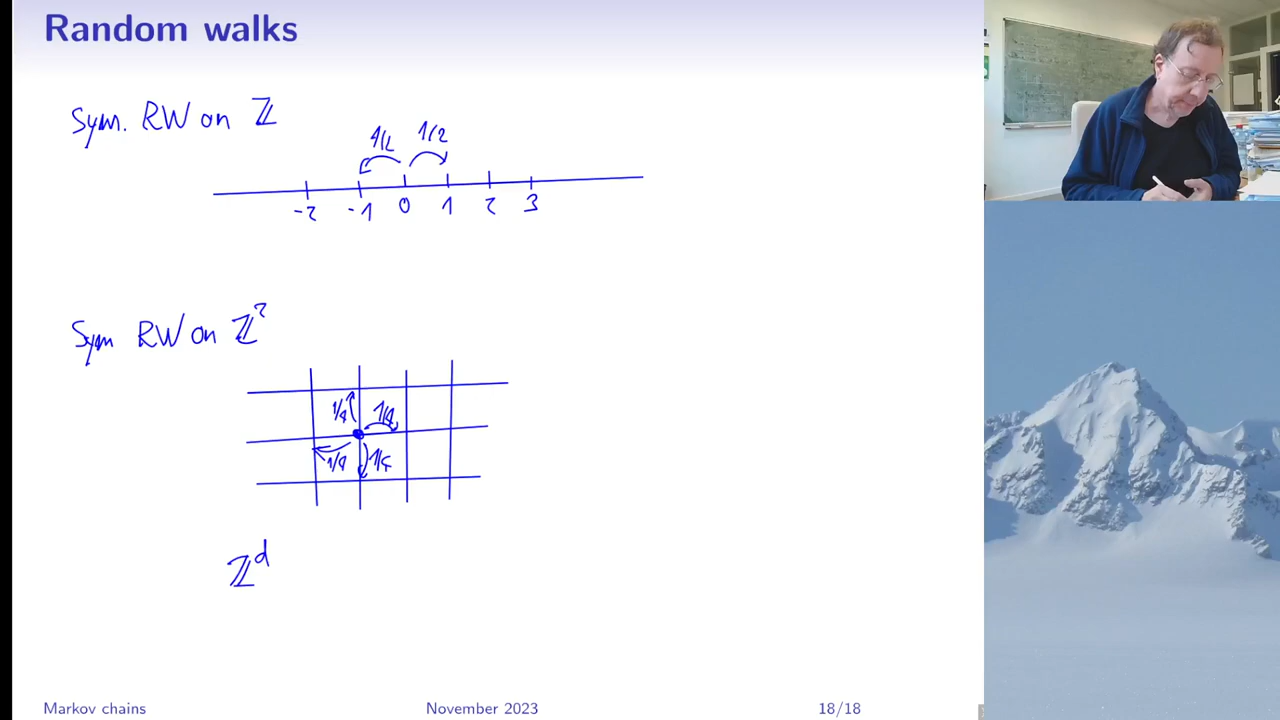 Random walks
Sym. RW on ℤ
1/2 1/2
-2 -1 0 1 2 3
Sym RW on ℤ²
1/4 1/4
1/4 1/4
ℤᵈ
Markov chains November 2023 18/18